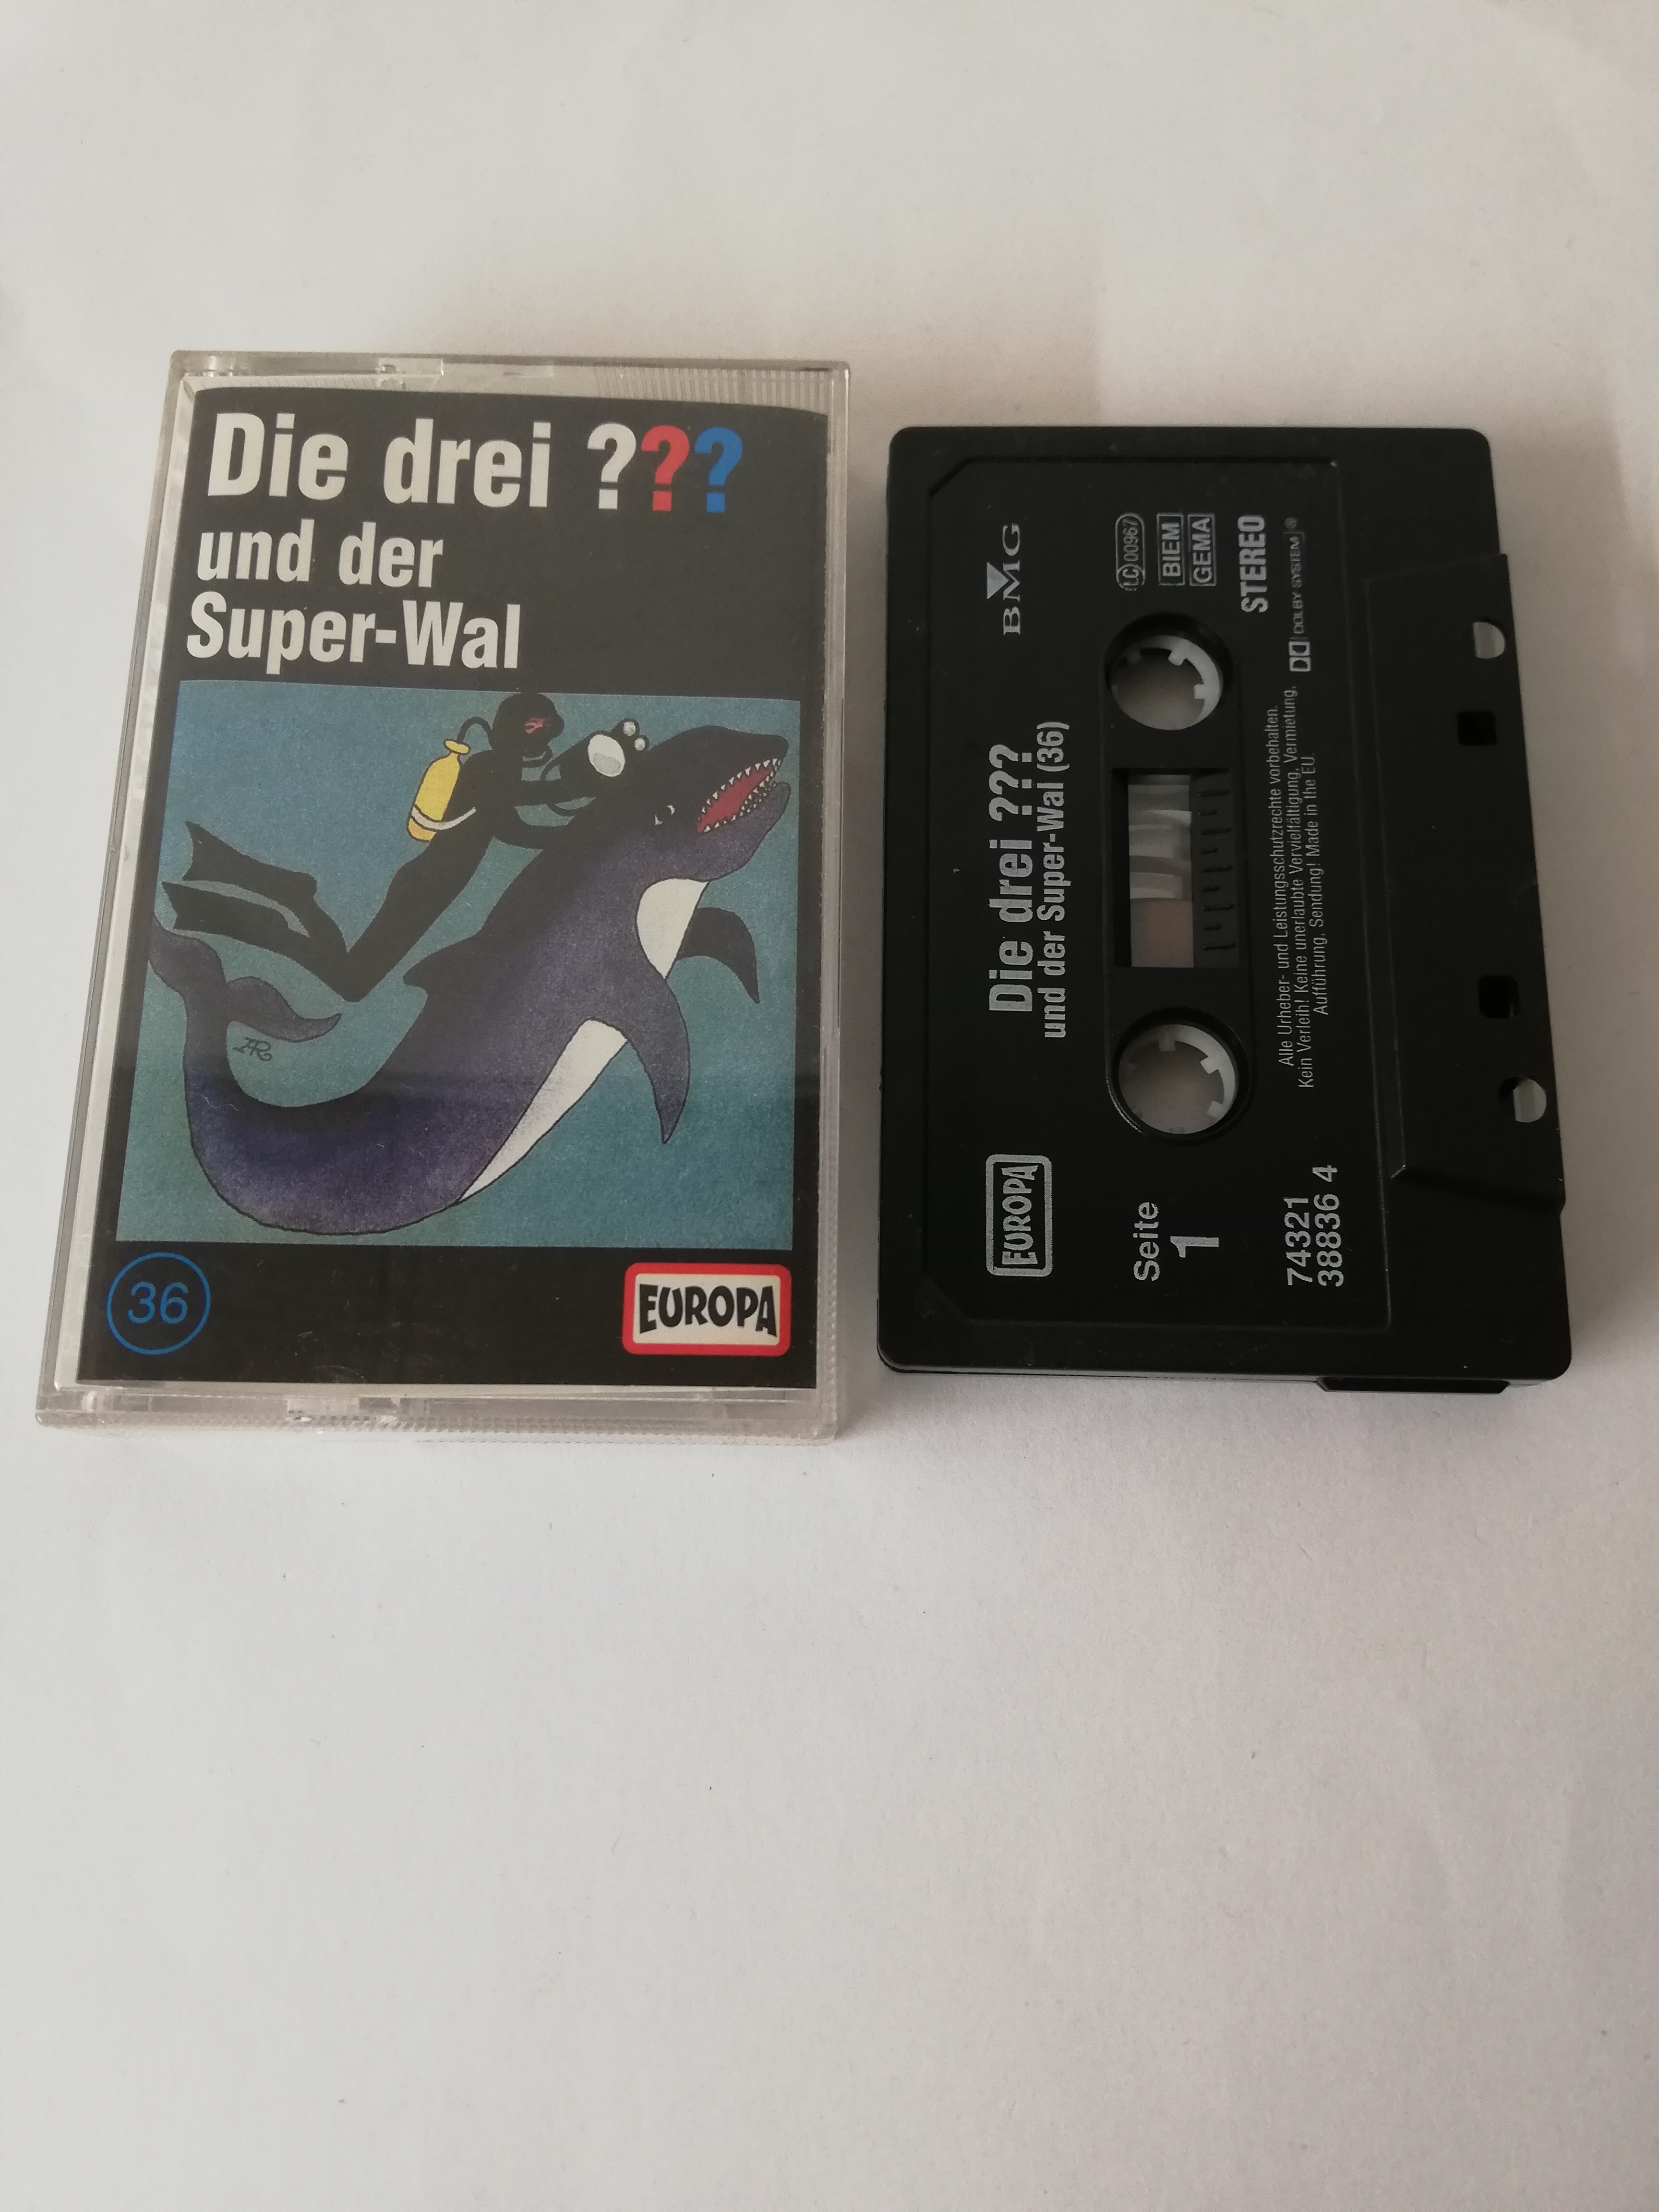 Die drei ???
und der
Super-Wal
AR
36
EUROPA
BMG
LC 00967
BIEM
GEMA
STEREO
DOLBY SYSTEM®
Die drei ???
und der Super-Wal (36)
Alle Urheber- und Leistungsschutzrechte vorbehalten.
Kein Verleih! Keine unerlaubte Vervielfältigung, Vermietung,
Aufführung, Sendung! Made in the EU
EUROPA
Seite
1
74321
38836 4